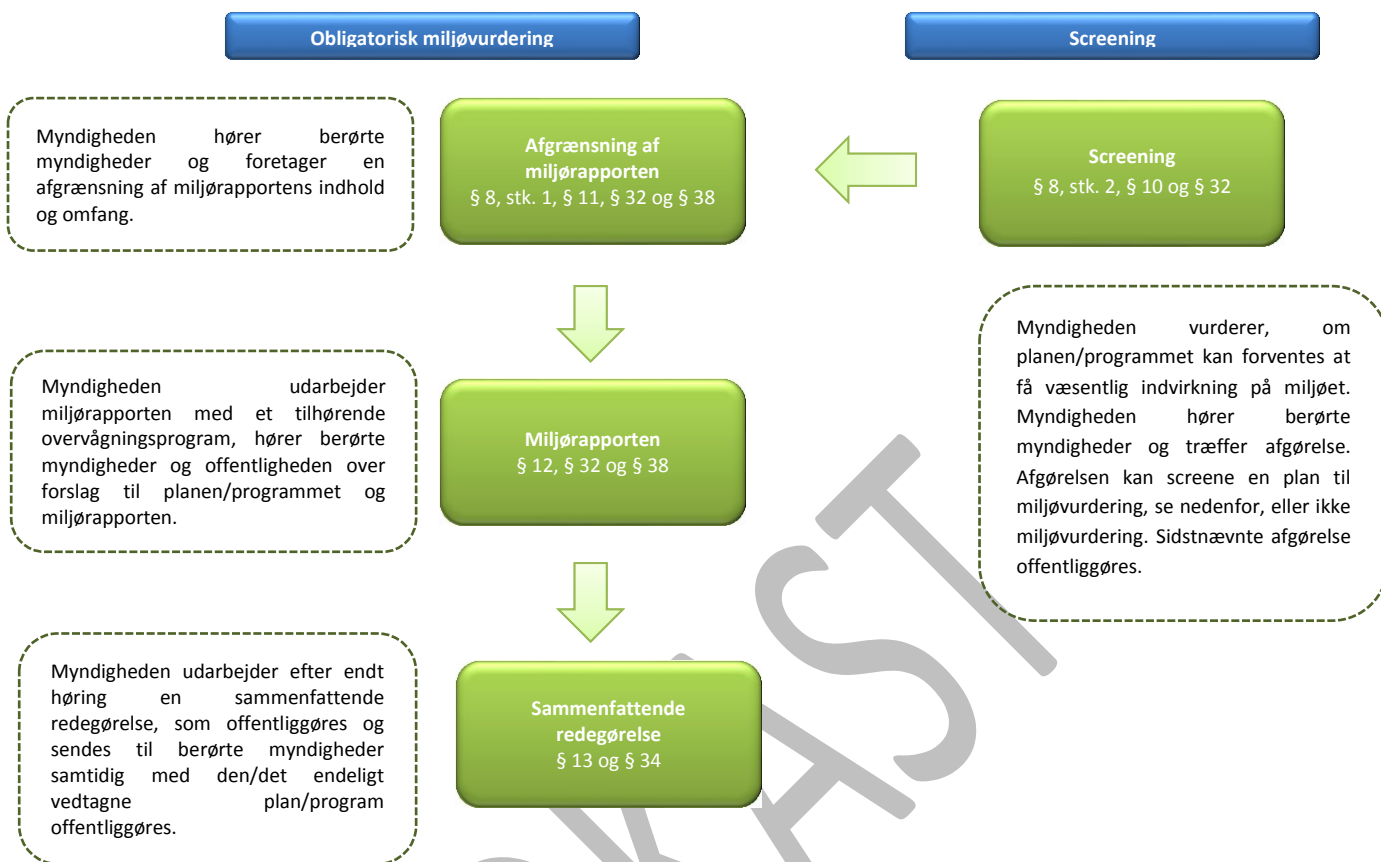 Obligatorisk miljøvurdering
Screening
Myndigheden hører berørte
myndigheder og foretager en
afgrænsning af miljørapportens indhold
og omfang.
Afgrænsning af
miljørapporten
§ 8, stk. 1, § 11, § 32 og § 38
Screening
§ 8, stk. 2, § 10 og § 32
Myndigheden vurderer, om
planen/programmet kan forventes at
få væsentlig indvirkning på miljøet.
Myndigheden hører berørte
myndigheder og træffer afgørelse.
Afgørelsen kan screene en plan til
miljøvurdering, se nedenfor, eller ikke
miljøvurdering. Sidstnævnte afgørelse
offentliggøres.
Myndigheden udarbejder
miljørapporten med et tilhørende
overvågningsprogram, hører berørte
myndigheder og offentligheden over
forslag til planen/programmet og
miljørapporten.
Miljørapporten
§ 12, § 32 og § 38
Myndigheden udarbejder efter endt
høring en sammenfattende
redegørelse, som offentliggøres og
sendes til berørte myndigheder
samtidig med den/det endeligt
vedtagne plan/program
offentliggøres.
Sammenfattende
redegørelse
§ 13 og § 34
KAST